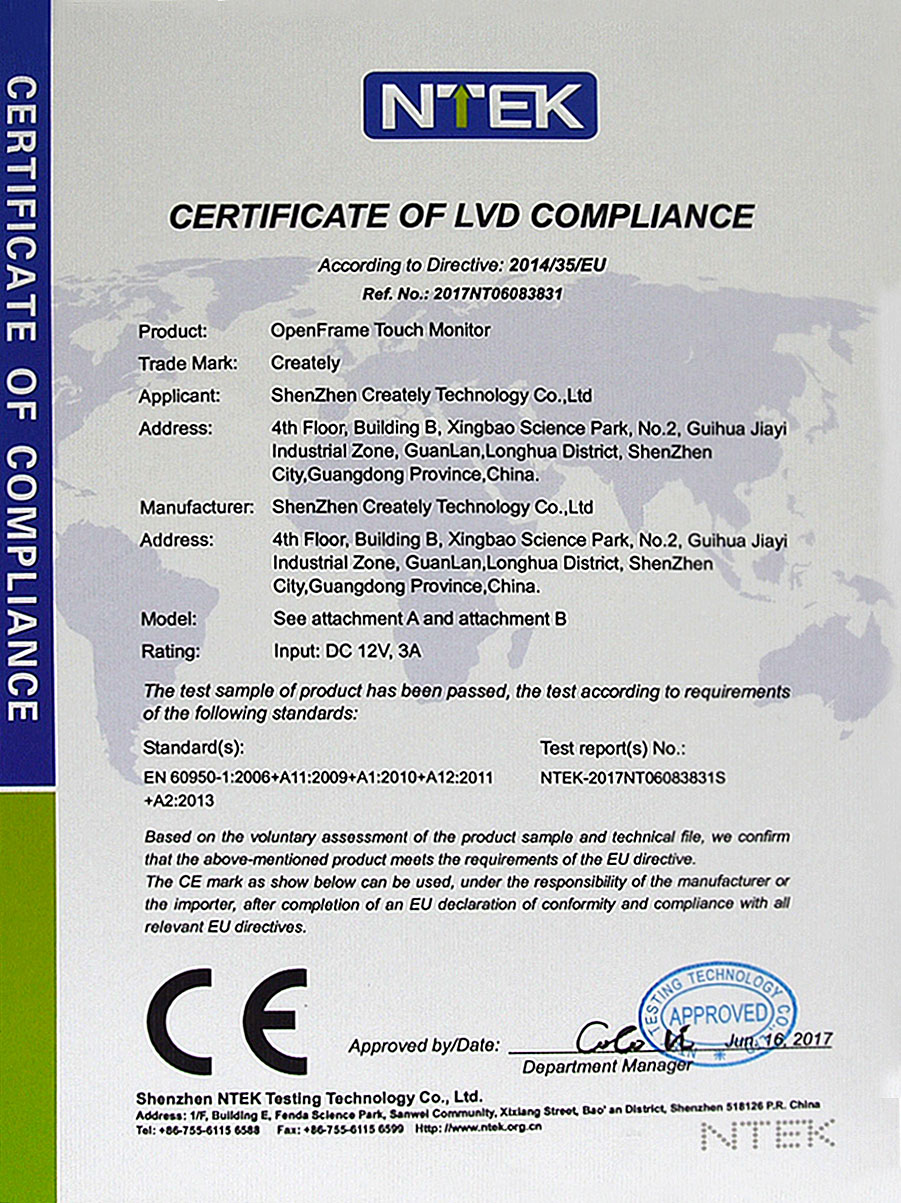 CERTIFICATE OF COMPLIANCE
NTEK
CERTIFICATE OF LVD COMPLIANCE
According to Directive: 2014/35/EU
Ref. No.: 2017NT06083831
Product: OpenFrame Touch Monitor
Trade Mark: Creately
Applicant: ShenZhen Creately Technology Co.,Ltd
Address: 4th Floor, Building B, Xingbao Science Park, No.2, Guihua Jiayi
Industrial Zone, GuanLan,Longhua District, ShenZhen
City,Guangdong Province,China.
Manufacturer: ShenZhen Creately Technology Co.,Ltd
Address: 4th Floor, Building B, Xingbao Science Park, No.2, Guihua Jiayi
Industrial Zone, GuanLan,Longhua District, ShenZhen
City,Guangdong Province,China.
Model: See attachment A and attachment B
Rating: Input: DC 12V, 3A
The test sample of product has been passed, the test according to requirements
of the following standards:
Standard(s): Test report(s) No.:
EN 60950-1:2006+A11:2009+A1:2010+A12:2011 NTEK-2017NT06083831S
+A2:2013
Based on the voluntary assessment of the product sample and technical file, we confirm
that the above-mentioned product meets the requirements of the EU directive.
The CE mark as show below can be used, under the responsibility of the manufacturer or
the importer, after completion of an EU declaration of conformity and compliance with all
relevant EU directives.
CE
TESTING TECHNOLOGY CO.
APPROVED
Approved by/Date: Jun. 16, 2017
Department Manager
Shenzhen NTEK Testing Technology Co., Ltd.
Address: 1/F, Building E, Fenda Science Park, Sanwei Community, Xixiang Street, Bao' an District, Shenzhen 518126 P.R. China
Tel: +86-755-6115 6588 Fax: +86-755-6115 6599 Http: //www.ntek.org.cn
NTEK